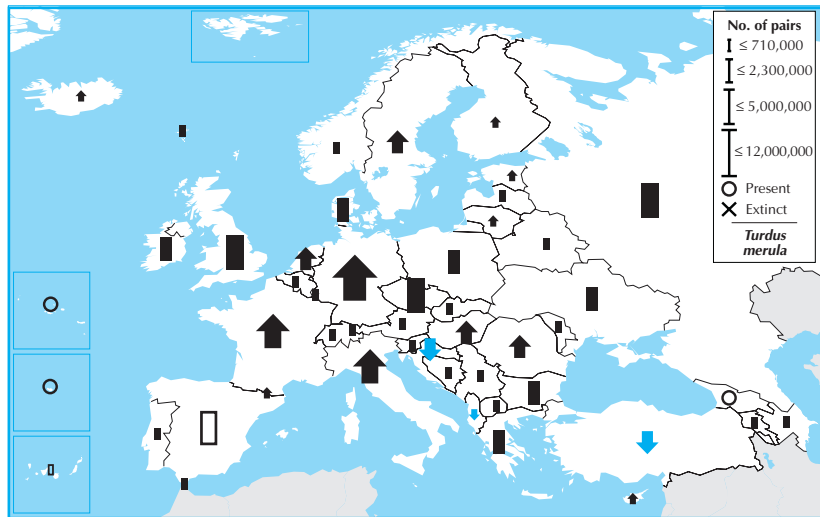 No. of pairs
≤ 710,000
≤ 2,300,000
≤ 5,000,000
≤ 12,000,000
Present
Extinct
Turdus
merula